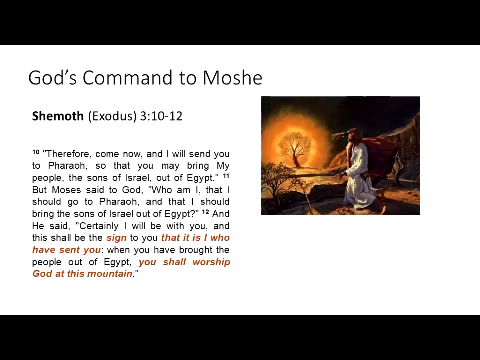 God's Command to Moshe
Shemoth (Exodus) 3:10-12
10 "Therefore, come now, and I will send you
to Pharaoh, so that you may bring My
people, the sons of Israel, out of Egypt." 11
But Moses said to God, "Who am I, that I
should go to Pharaoh, and that I should
bring the sons of Israel out of Egypt?" 12 And
He said, "Certainly I will be with you, and
this shall be the sign to you that it is I who
have sent you: when you have brought the
people out of Egypt, you shall worship
God at this mountain."